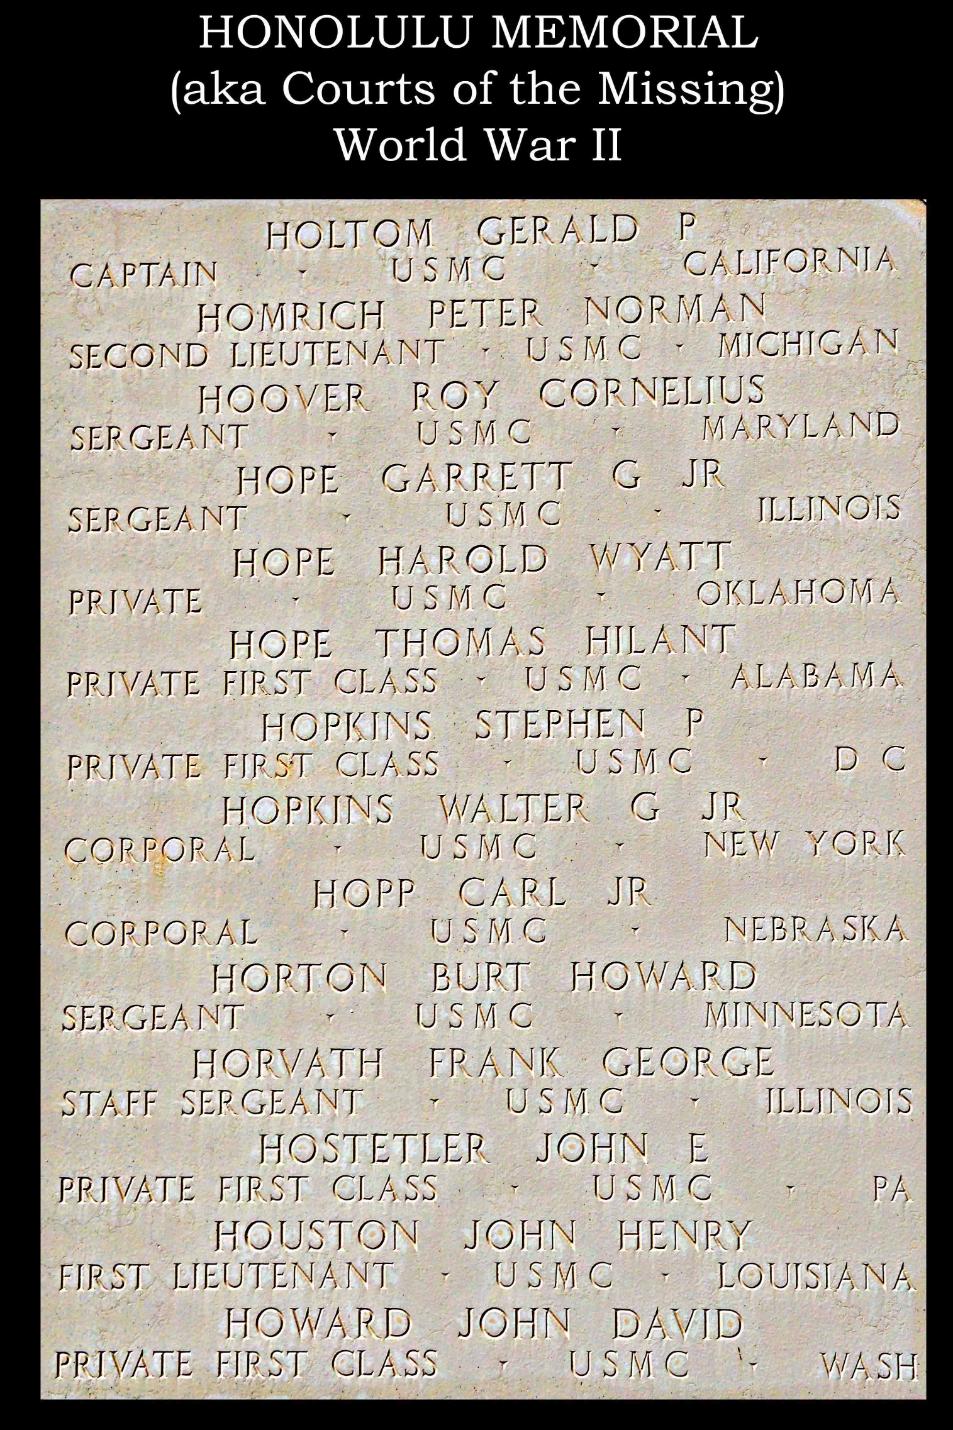 HONOLULU MEMORIAL
(aka Courts of the Missing)
World War II
HOLTOM GERALD P
CAPTAIN · USMC · CALIFORNIA
HOMRICH PETER NORMAN
SECOND LIEUTENANT · USMC · MICHIGAN
HOOVER ROY CORNELIUS
SERGEANT · USMC · MARYLAND
HOPE GARRETT G JR
SERGEANT · USMC · ILLINOIS
HOPE HAROLD WYATT
PRIVATE · USMC · OKLAHOMA
HOPE THOMAS HILANT
PRIVATE FIRST CLASS · USMC · ALABAMA
HOPKINS STEPHEN P
PRIVATE FIRST CLASS · USMC · D C
HOPKINS WALTER G JR
CORPORAL · USMC · NEW YORK
HOPP CARL JR
CORPORAL · USMC · NEBRASKA
HORTON BURT HOWARD
SERGEANT · USMC · MINNESOTA
HORVATH FRANK GEORGE
STAFF SERGEANT · USMC · ILLINOIS
HOSTETLER JOHN E
PRIVATE FIRST CLASS · USMC · PA
HOUSTON JOHN HENRY
FIRST LIEUTENANT · USMC · LOUISIANA
HOWARD JOHN DAVID
PRIVATE FIRST CLASS · USMC · WASH